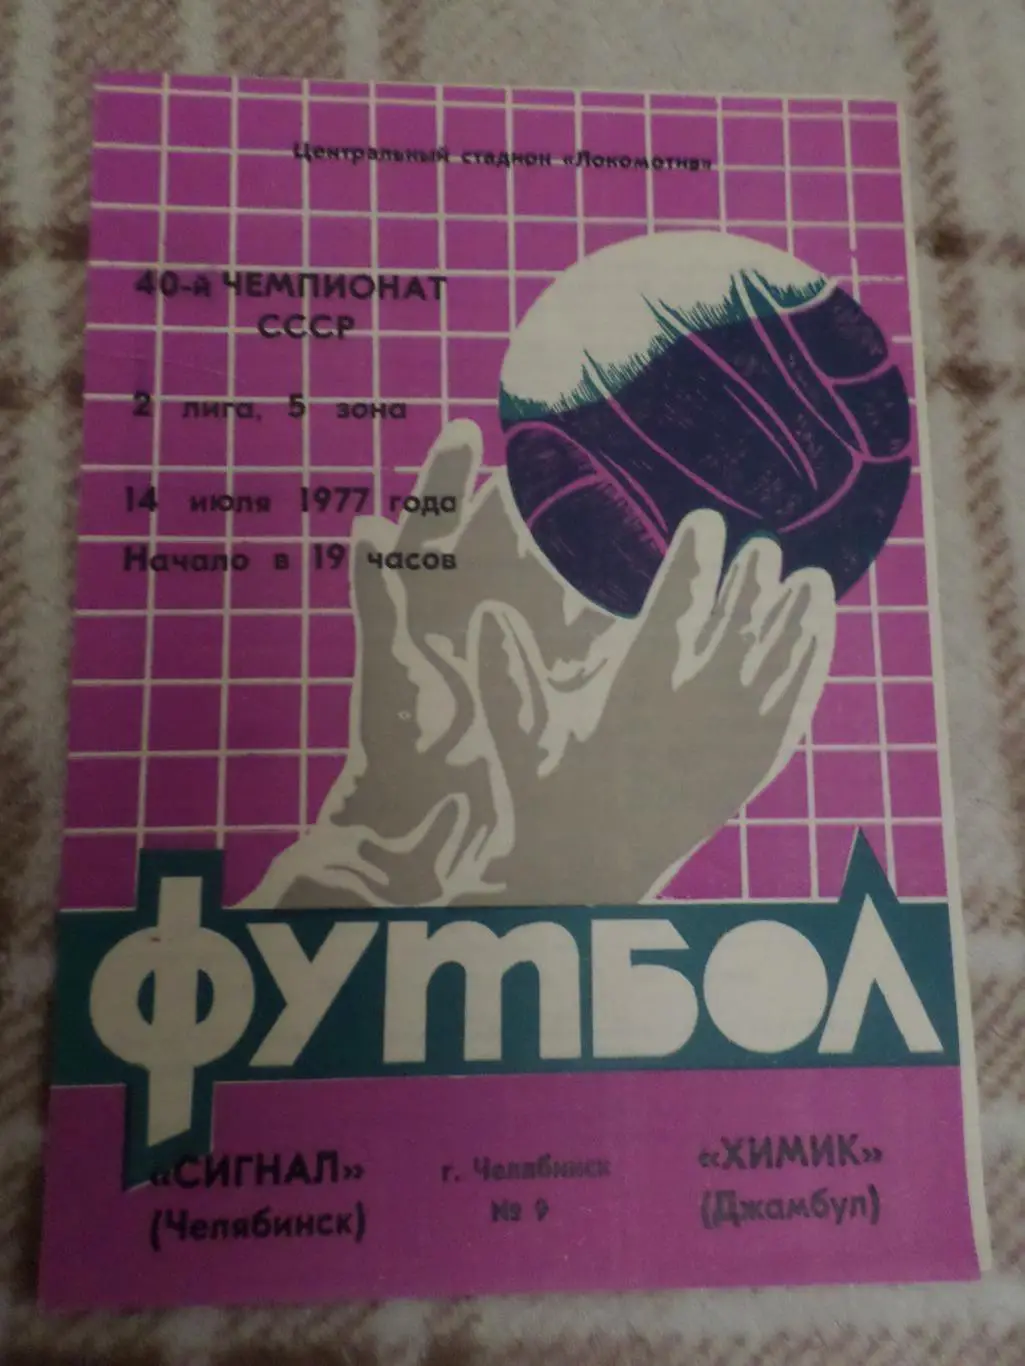 Центральный стадион «Локомотив»
40-й ЧЕМПИОНАТ
СССР
2 лига, 5 зона
14 июля 1977 года
Начало в 19 часов
ФУТБОЛ
«СИГНАЛ»
(Челябинск)
г. Челябинск
№ 9
«ХИМИК»
(Джамбул)